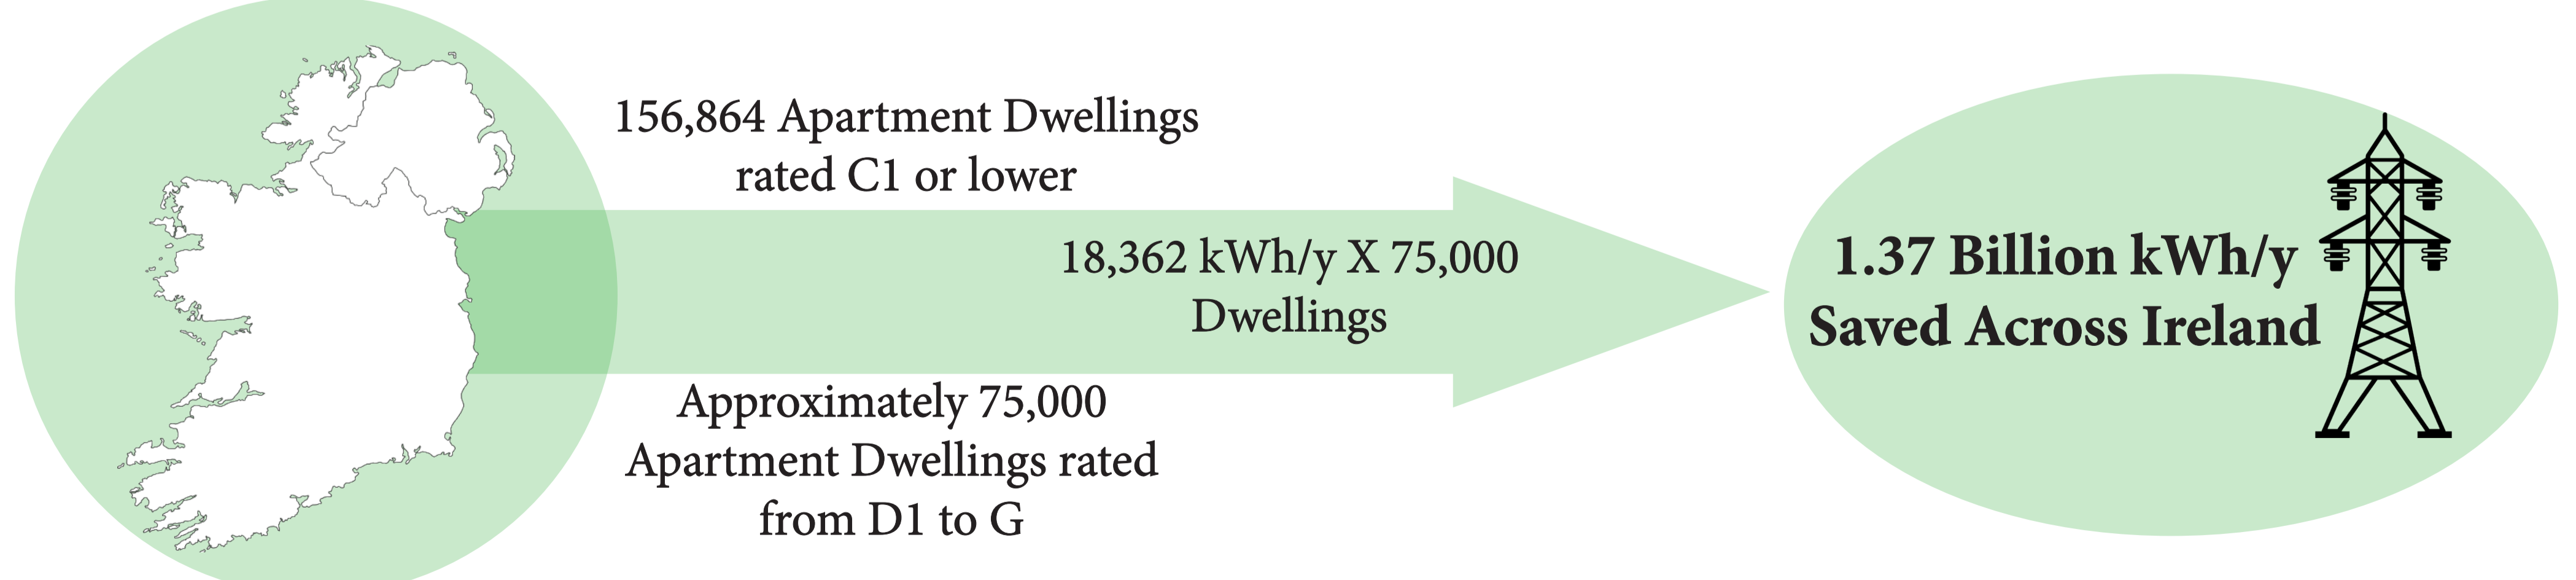 156,864 Apartment Dwellings
rated C1 or lower
18,362 kWh/y X 75,000
Dwellings
Approximately 75,000
Apartment Dwellings rated
from D1 to G
1.37 Billion kWh/y
Saved Across Ireland